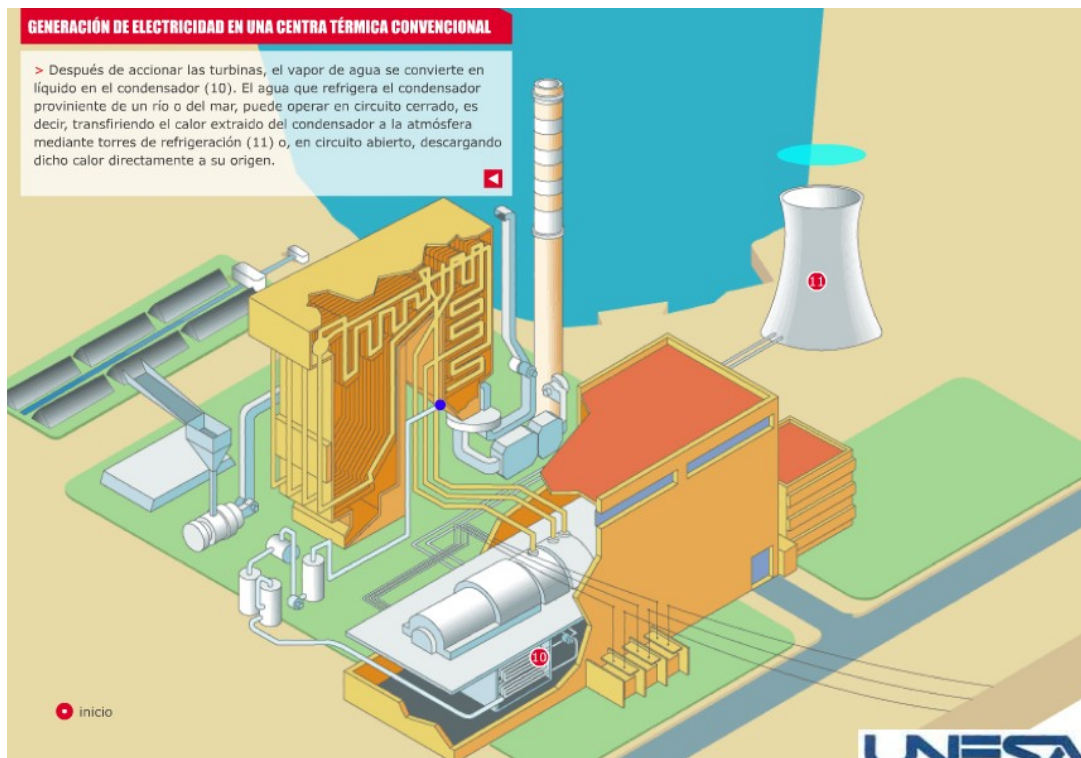 GENERACIÓN DE ELECTRICIDAD EN UNA CENTRA TÉRMICA CONVENCIONAL
> Después de accionar las turbinas, el vapor de agua se convierte en
líquido en el condensador (10). El agua que refrigera el condensador
proviniente de un río o del mar, puede operar en circuito cerrado, es
decir, transfiriendo el calor extraido del condensador a la atmósfera
mediante torres de refrigeración (11) o, en circuito abierto, descargando
dicho calor directamente a su origen.
11
10
inicio
UNESA